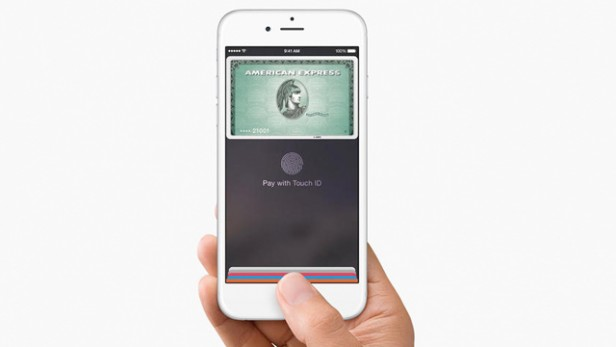 9:41 AM 100%
AMERICAN EXPRESS
Pay with Touch ID